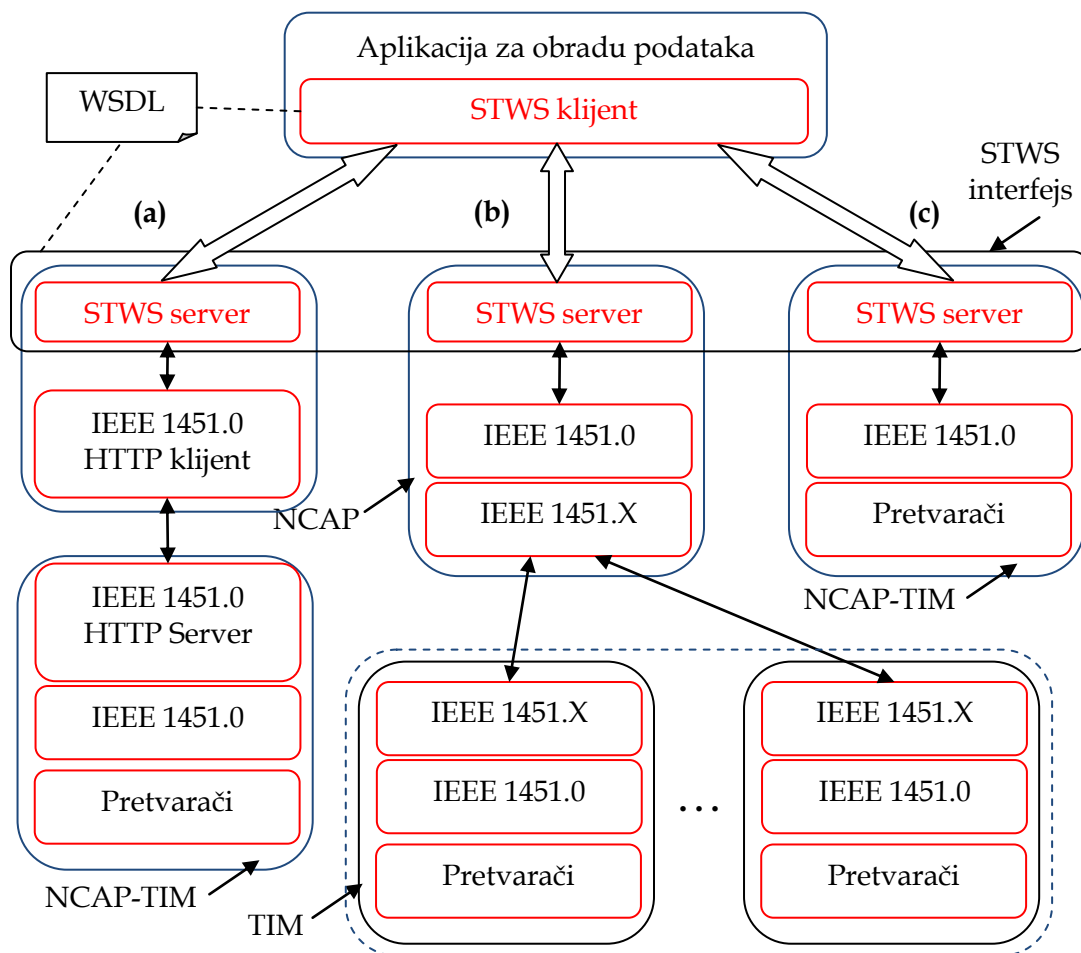 Aplikacija za obradu podataka
WSDL
STWS klijent
STWS
interfejs
(a)
(b)
(c)
STWS server
STWS server
STWS server
IEEE 1451.0
HTTP klijent
IEEE 1451.0
IEEE 1451.X
IEEE 1451.0
Pretvarači
NCAP
NCAP-TIM
IEEE 1451.0
HTTP Server
IEEE 1451.0
Pretvarači
NCAP-TIM
IEEE 1451.X
IEEE 1451.0
Pretvarači
TIM
...
IEEE 1451.X
IEEE 1451.0
Pretvarači